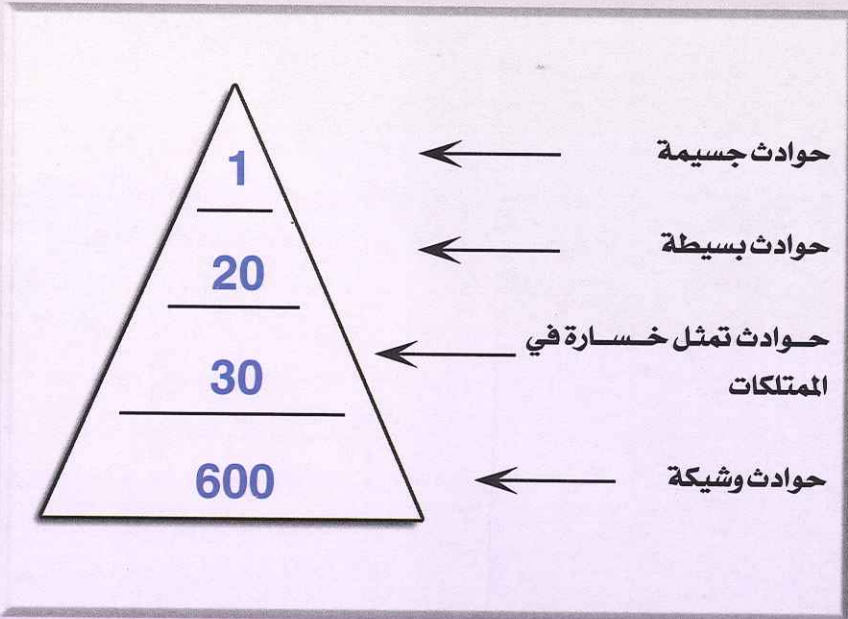 1
حوادث جسيمة
20
حوادث بسيطة
30
حوادث تمثل خسارة في
الممتلكات
600
حوادث وشيكة